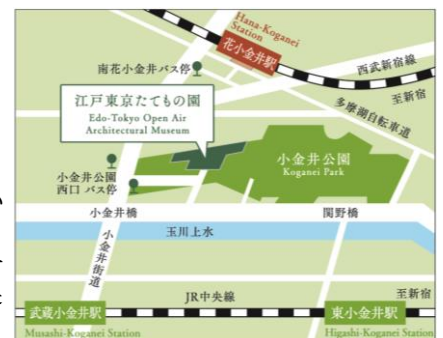 Hana-Koganei
Station
花小金井駅
南花小金井バス停
西武新宿線
至新宿
江戸東京たてもの園
Edo-Tokyo Open Air
Architectural Museum
多摩湖自転車道
小金井公園
Koganei Park
小金井公園
西口 バス停
小金井橋
関野橋
玉川上水
小金井街道
JR中央線
至新宿
武蔵小金井駅
Musashi-Koganei Station
東小金井駅
Higashi-Koganei Station